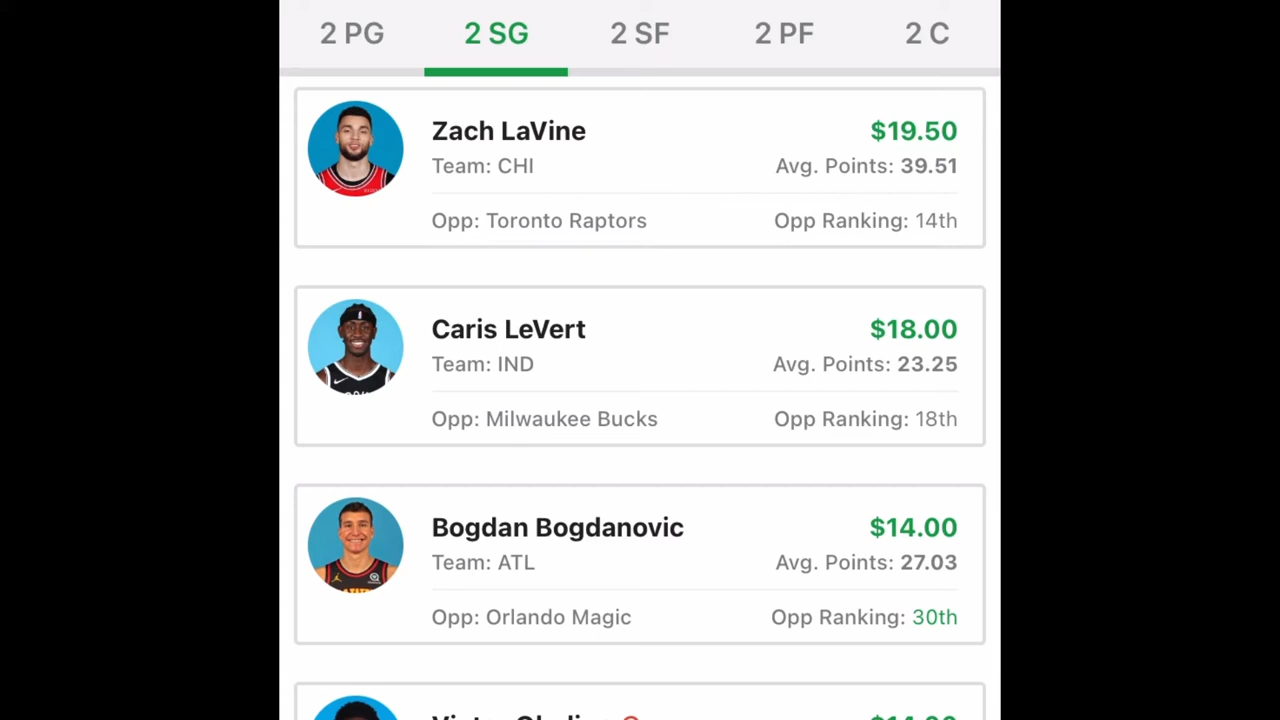 2 PG 2 SG 2 SF 2 PF 2 C
Zach LaVine $19.50
Team: CHI Avg. Points: 39.51
Opp: Toronto Raptors Opp Ranking: 14th
Caris LeVert $18.00
Team: IND Avg. Points: 23.25
Opp: Milwaukee Bucks Opp Ranking: 18th
Bogdan Bogdanovic $14.00
Team: ATL Avg. Points: 27.03
Opp: Orlando Magic Opp Ranking: 30th